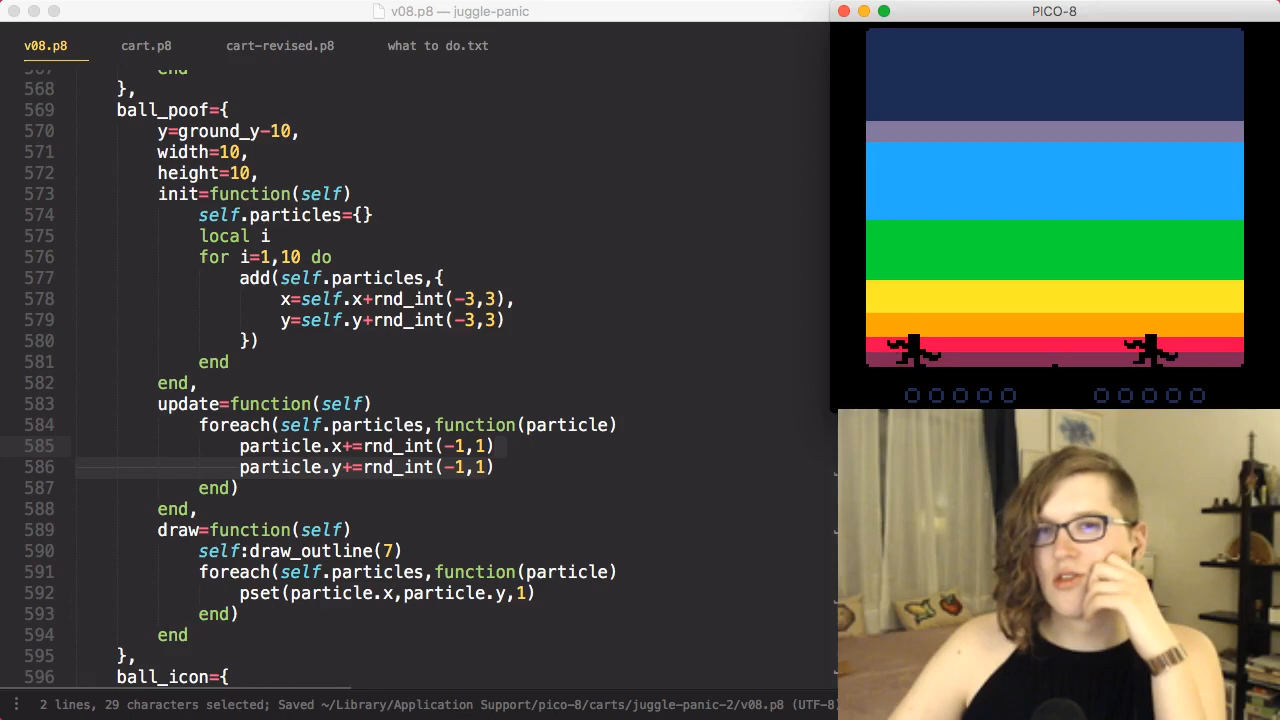 v08.p8 — juggle-panic
PICO-8
v08.p8
cart.p8
cart-revised.p8
what to do.txt
567 end
568 },
569 ball_poof={
570 y=ground_y-10,
571 width=10,
572 height=10,
573 init=function(self)
574 self.particles={}
575 local i
576 for i=1,10 do
577 add(self.particles,{
578 x=self.x+rnd_int(-3,3),
579 y=self.y+rnd_int(-3,3)
580 })
581 end
582 end,
583 update=function(self)
584 foreach(self.particles,function(particle)
585 particle.x+=rnd_int(-1,1)
586 particle.y+=rnd_int(-1,1)
587 end)
588 end,
589 draw=function(self)
590 self:draw_outline(7)
591 foreach(self.particles,function(particle)
592 pset(particle.x,particle.y,1)
593 end)
594 end
595 },
596 ball_icon={
2 lines, 29 characters selected; Saved ~/Library/Application Support/pico-8/carts/juggle-panic-2/v08.p8 (UTF-8)